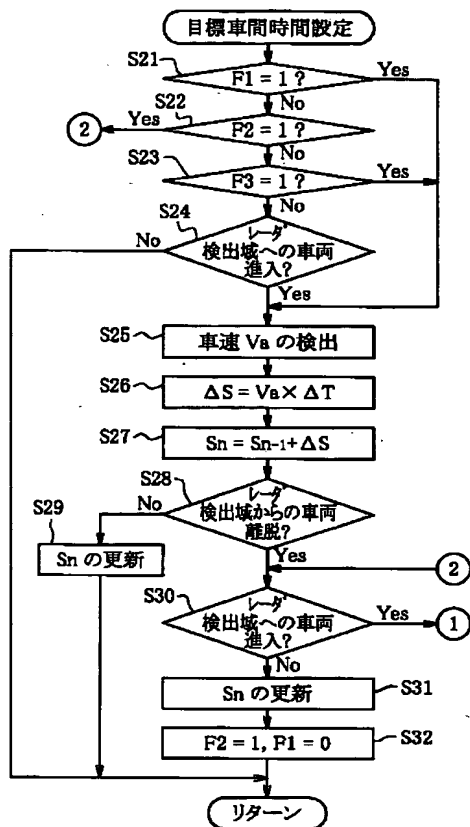 目標車間時間設定
S21
F1 = 1 ?
Yes
No
S22
2
Yes
F2 = 1 ?
No
S23
F3 = 1 ?
Yes
No
S24
レーダ
検出域への車両
進入?
No
Yes
S25
車速 Va の検出
S26
ΔS = Va × ΔT
S27
Sn = Sn-1 + ΔS
S28
レーダ
検出域からの車両
離脱?
No
Yes
S29
Sn の更新
2
S30
レーダ
検出域への車両
進入?
Yes
1
No
Sn の更新
S31
F2 = 1, F1 = 0
S32
リターン